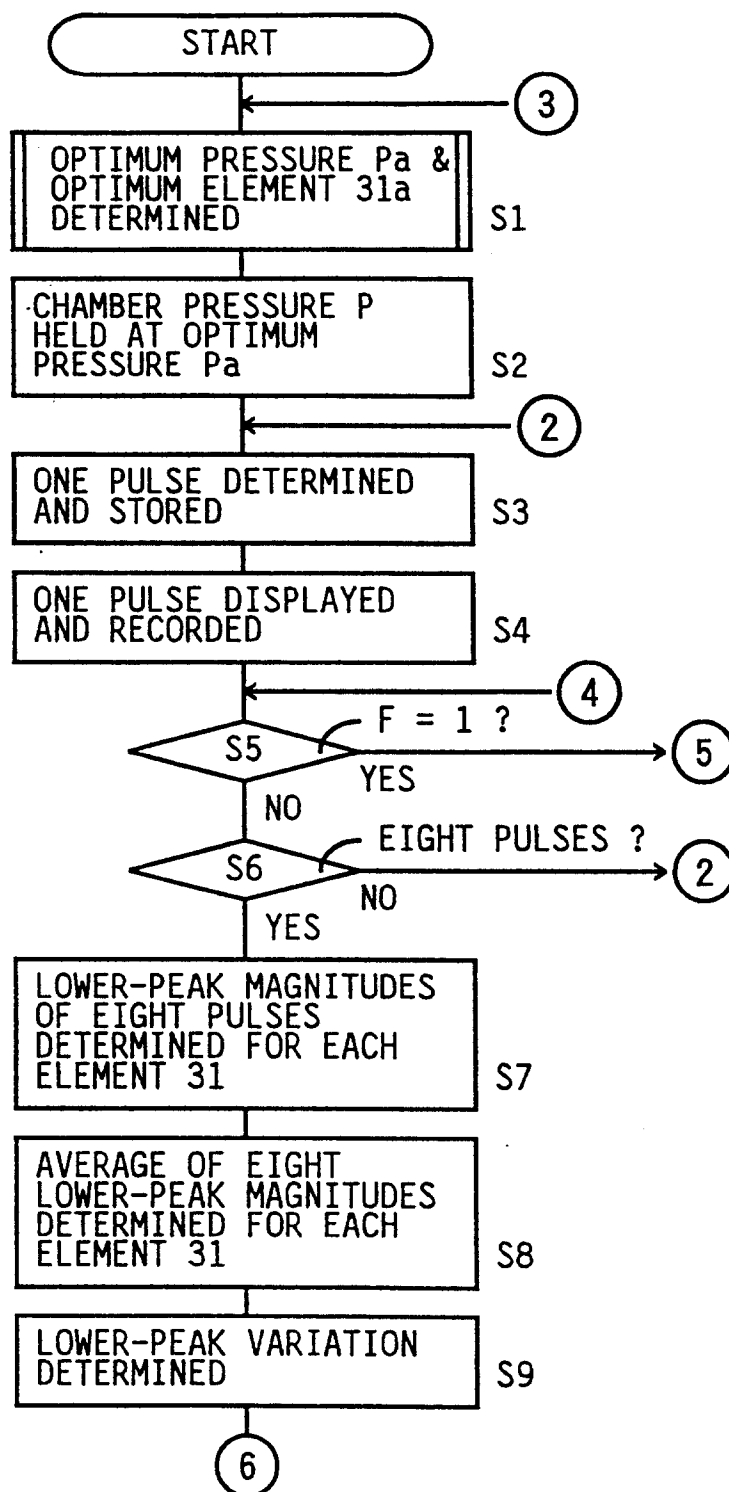 START
3
OPTIMUM PRESSURE Pa &
OPTIMUM ELEMENT 31a
DETERMINED
S1
CHAMBER PRESSURE P
HELD AT OPTIMUM
PRESSURE Pa
S2
2
ONE PULSE DETERMINED
AND STORED
S3
ONE PULSE DISPLAYED
AND RECORDED
S4
4
F = 1 ?
S5
5
YES
NO
EIGHT PULSES ?
S6
2
NO
YES
LOWER-PEAK MAGNITUDES
OF EIGHT PULSES
DETERMINED FOR EACH
ELEMENT 31
S7
AVERAGE OF EIGHT
LOWER-PEAK MAGNITUDES
DETERMINED FOR EACH
ELEMENT 31
S8
LOWER-PEAK VARIATION
DETERMINED
S9
6